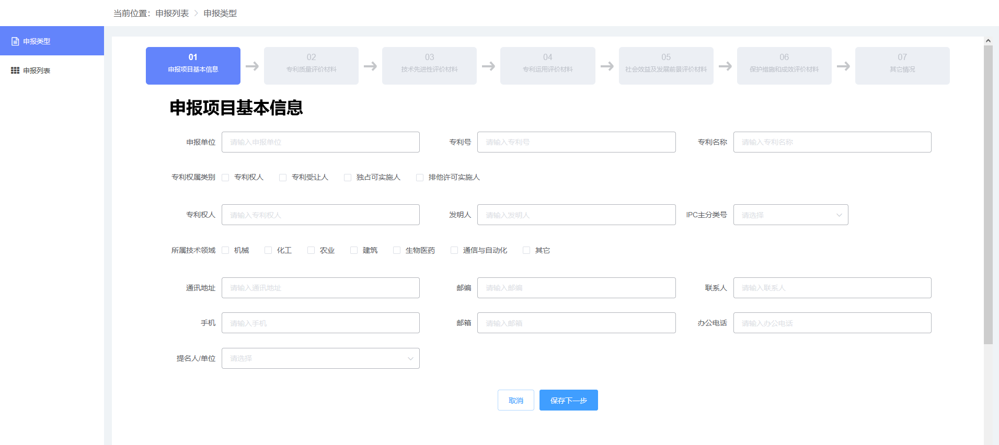 当前位置：申报列表 > 申报类型
申报类型
申报列表
01
申报项目基本信息
02
专利质量评价材料
03
技术先进性评价材料
04
专利运用评价材料
05
社会效益及发展前景评价材料
06
保护措施和成效评价材料
07
其它情况
申报项目基本信息
申报单位 请输入申报单位 专利号 请输入专利号 专利名称 请输入专利名称
专利权属类别 专利权人 专利受让人 独占可实施人 排他许可实施人
专利权人 请输入专利权人 发明人 请输入发明人 IPC主分类号 请选择
所属技术领域 机械 化工 农业 建筑 生物医药 通信与自动化 其它
通讯地址 请输入通讯地址 邮编 请输入邮编 联系人 请输入联系人
手机 请输入手机 邮箱 请输入邮箱 办公电话 请输入办公电话
提名人/单位 请选择
取消 保存下一步